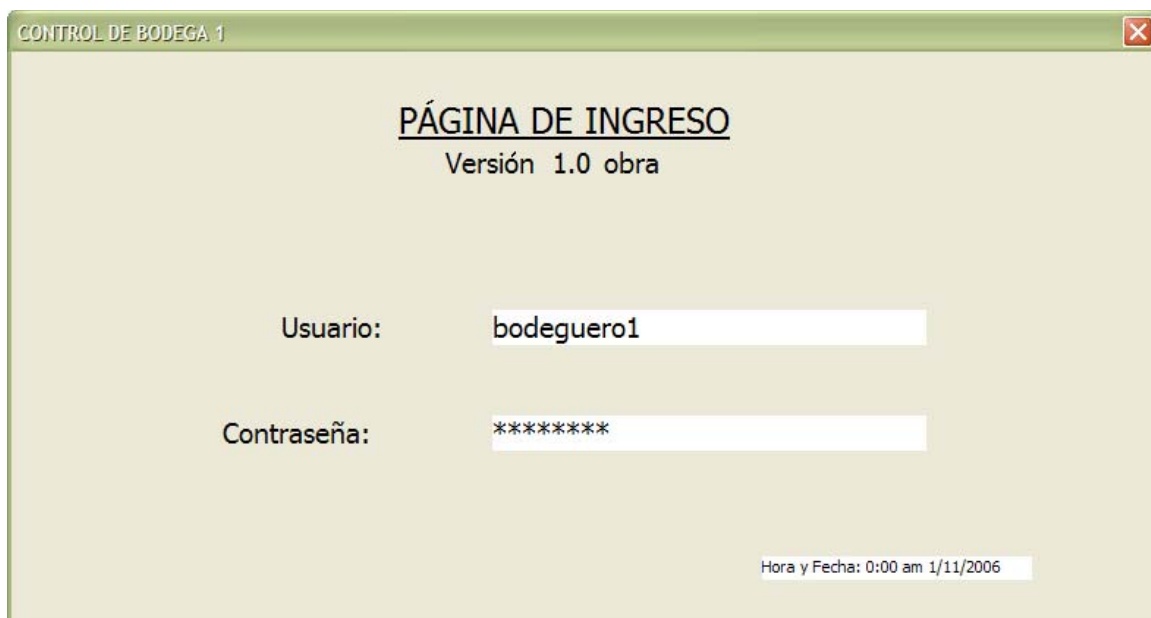 CONTROL DE BODEGA 1
PÁGINA DE INGRESO
Versión 1.0 obra
Usuario: bodeguero1
Contraseña: ********
Hora y Fecha: 0:00 am 1/11/2006